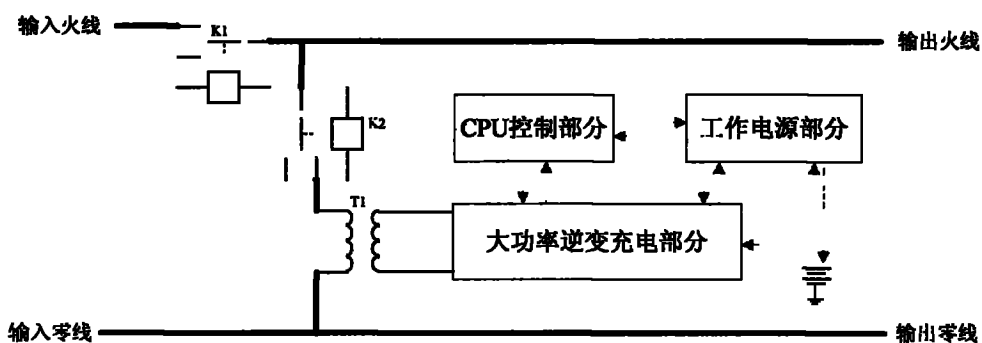 输入火线
K1
输出火线
K2
CPU控制部分
工作电源部分
T1
大功率逆变充电部分
输入零线
输出零线